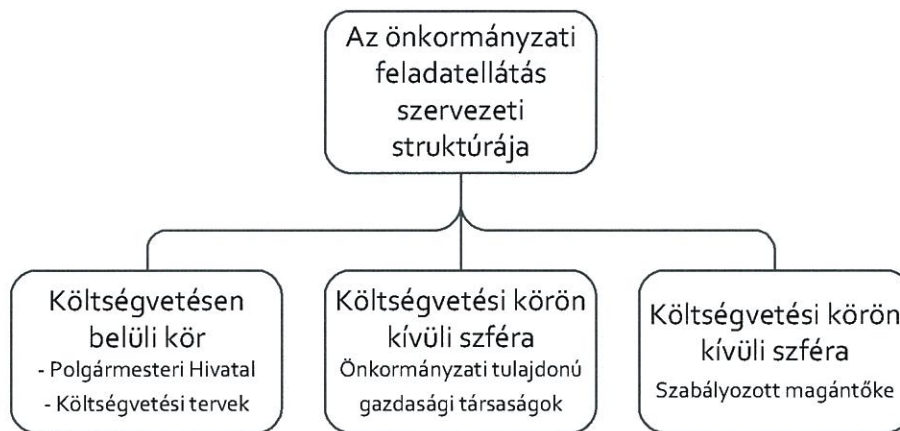 Az önkormányzati
feladatellátás
szervezeti
struktúrája
Költségvetésen
belüli kör
- Polgármesteri Hivatal
- Költségvetési tervek
Költségvetési körön
kívüli szféra
Önkormányzati tulajdonú
gazdasági társaságok
Költségvetési körön
kívüli szféra
Szabályozott magántőke